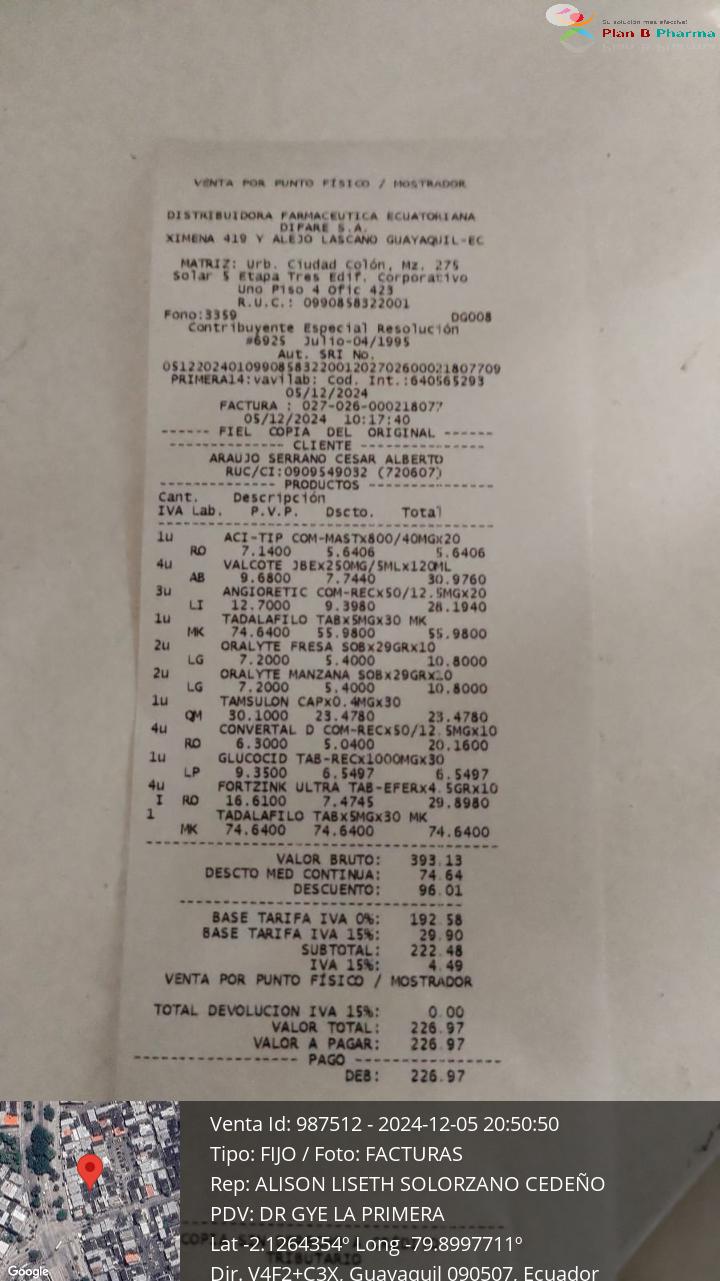 Su solución mas efectiva!
Plan B Pharma
VENTA POR PUNTO FÍSICO / MOSTRADOR
DISTRIBUIDORA FARMACEUTICA ECUATORIANA
DIFARE S.A.
XIMENA 419 Y ALEJO LASCANO GUAYAQUIL-EC
MATRIZ: Urb. Ciudad Colón, Mz. 275
Solar 5 Etapa Tres Edif. Corporativo
Uno Piso 4 Ofic 423
R.U.C.: 0990858322001
Fono:3359 DG008
Contribuyente Especial Resolución
#6925 Julio-04/1995
Aut. SRI No.
05122024010990858322001202702600021807709
PRIMERA14:vavilab: Cod. Int.:640565293
05/12/2024
FACTURA : 027-026-000218077
05/12/2024 10:17:40
------ FIEL COPIA DEL ORIGINAL ------
-------------- CLIENTE --------------
ARAUJO SERRANO CESAR ALBERTO
RUC/CI:0909549032 (720607)
-------------- PRODUCTOS --------------
Cant. Descripción
IVA Lab. P.V.P. Dscto. Total
1u ACI-TIP COM-MASTx800/40MGx20
RO 7.1400 5.6406 5.6406
4u VALCOTE JBEx250MG/5MLx120ML
AB 9.6800 7.7440 30.9760
3u ANGIORETIC COM-RECx50/12.5MGx20
LI 12.7000 9.3980 28.1940
1u TADALAFILO TABx5MGx30 MK
MK 74.6400 55.9800 55.9800
2u ORALYTE FRESA SOBx29GRx10
LG 7.2000 5.4000 10.8000
2u ORALYTE MANZANA SOBx29GRx10
LG 7.2000 5.4000 10.8000
1u TAMSULON CAPx0.4MGx30
QM 30.1000 23.4780 23.4780
4u CONVERTAL D COM-RECx50/12.5MGx10
RO 6.3000 5.0400 20.1600
1u GLUCOCID TAB-RECx1000MGx30
LP 9.3500 6.5497 6.5497
4u FORTZINK ULTRA TAB-EFERx4.5GRx10
I RO 16.6100 7.4745 29.8980
1 TADALAFILO TABx5MGx30 MK
MK 74.6400 74.6400 74.6400
VALOR BRUTO: 393.13
DESCTO MED CONTINUA: 74.64
DESCUENTO: 96.01
BASE TARIFA IVA 0%: 192.58
BASE TARIFA IVA 15%: 29.90
SUBTOTAL: 222.48
IVA 15%: 4.49
VENTA POR PUNTO FÍSICO / MOSTRADOR
TOTAL DEVOLUCION IVA 15%: 0.00
VALOR TOTAL: 226.97
VALOR A PAGAR: 226.97
------------------ PAGO ----------------
DEB: 226.97
Venta Id: 987512 - 2024-12-05 20:50:50
Tipo: FIJO / Foto: FACTURAS
Rep: ALISON LISETH SOLORZANO CEDEÑO
PDV: DR GYE LA PRIMERA
Lat -2.1264354º Long -79.8997711º
TRIBUTARIO
Dir. V4F2+C3X, Guayaquil 090507, Ecuador
Google